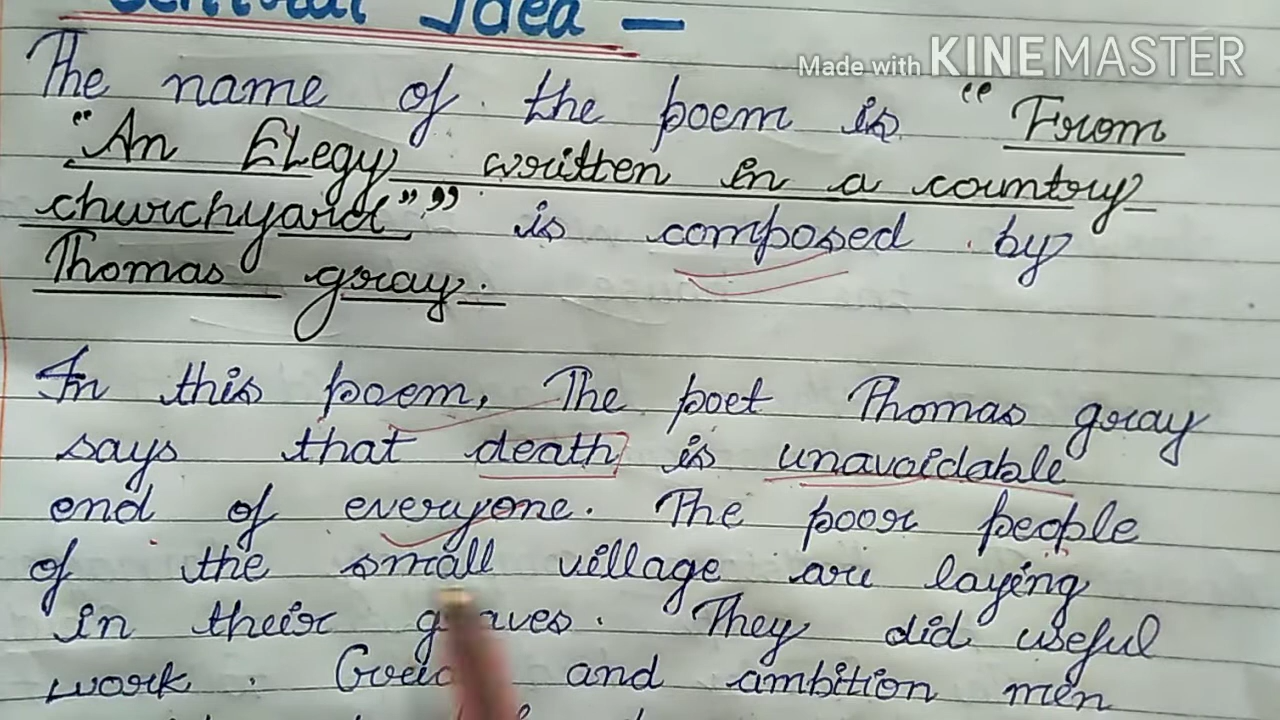 Central Idea —
Made with KINEMASTER
The name of the poem is "From
"An Elegy written in a country
churchyard"," is composed by
Thomas gray.
In this poem, The poet Thomas gray
says that death is unavoidable
end of everyone. The poor people
of the small village are laying
in their graves. They did useful
work. and ambition men